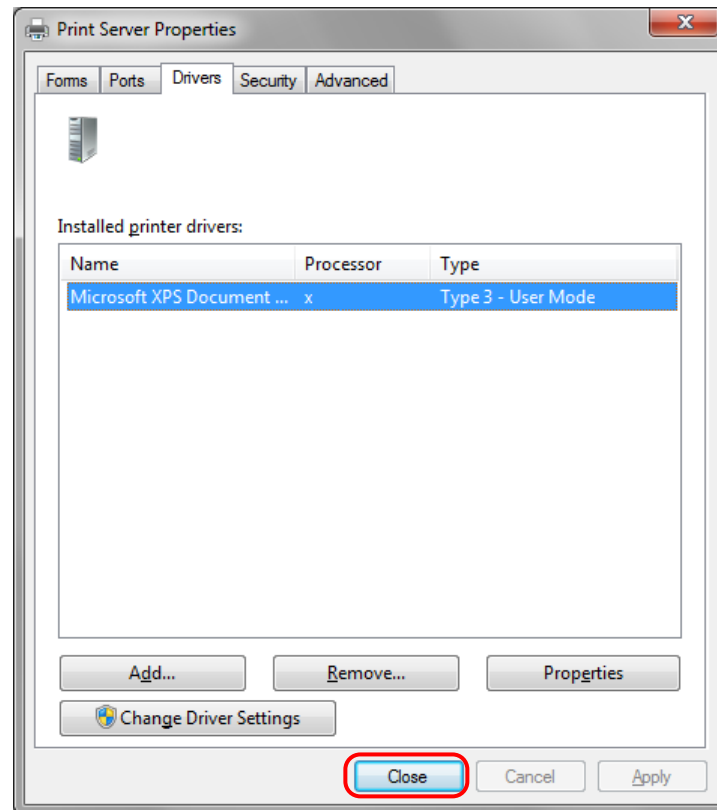 Print Server Properties
Forms Ports Drivers Security Advanced
Installed printer drivers:
Name Processor Type
Microsoft XPS Document ... x Type 3 - User Mode
Add... Remove... Properties
Change Driver Settings
Close Cancel Apply